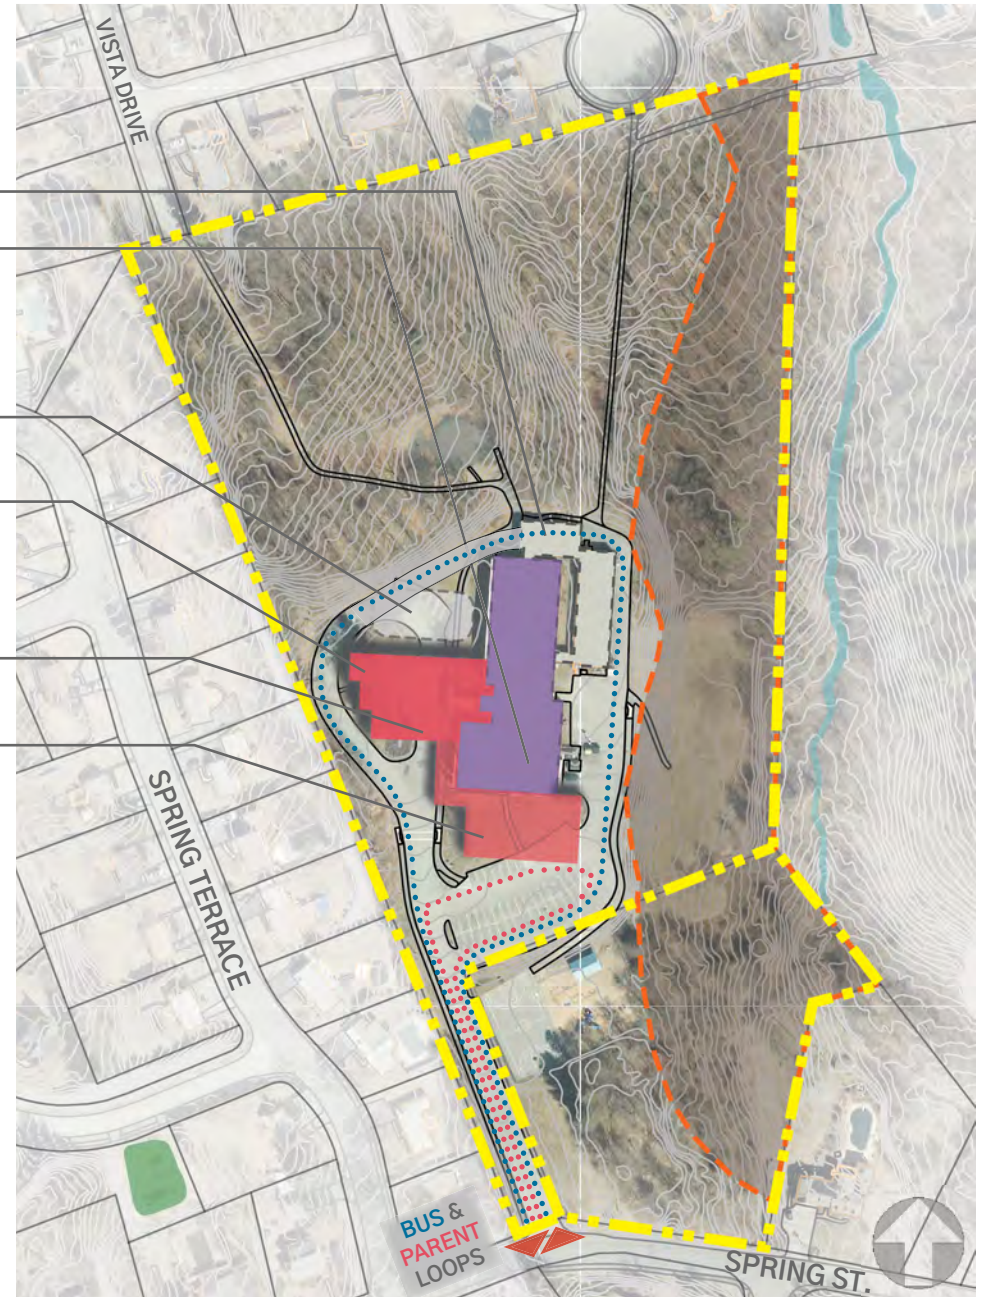 VISTA DRIVE
SPRING TERRACE
BUS &
PARENT
LOOPS
SPRING ST.